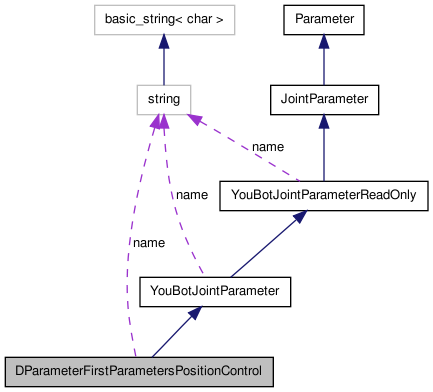 basic_string< char >
Parameter
string
JointParameter
name
YouBotJointParameterReadOnly
name
name
YouBotJointParameter
DParameterFirstParametersPositionControl